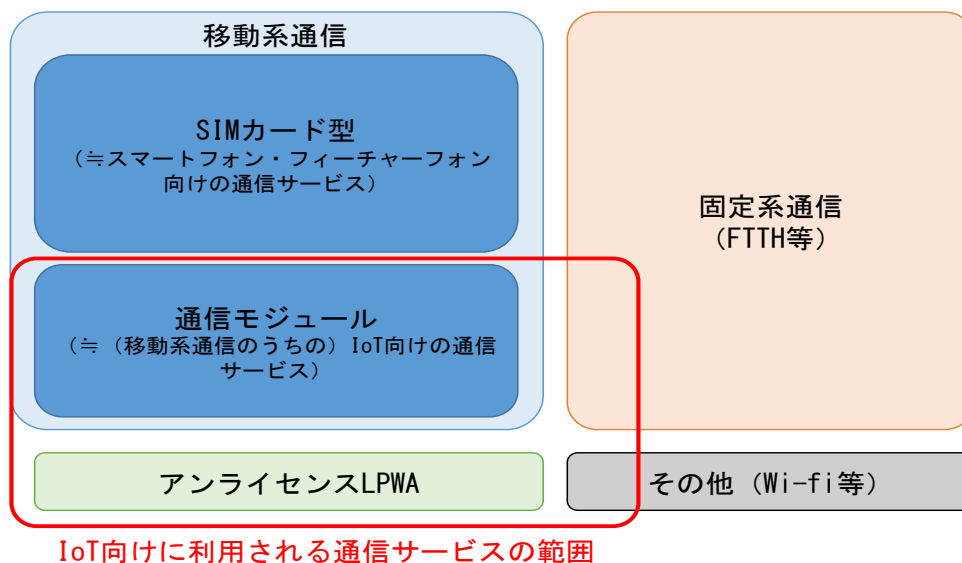 移動系通信
SIMカード型
（≒スマートフォン・フィーチャーフォン
向けの通信サービス）
固定系通信
（FTTH等）
通信モジュール
（≒（移動系通信のうちの）IoT向けの通信
サービス）
アンライセンスLPWA
その他（Wi-fi等）
IoT向けに利用される通信サービスの範囲